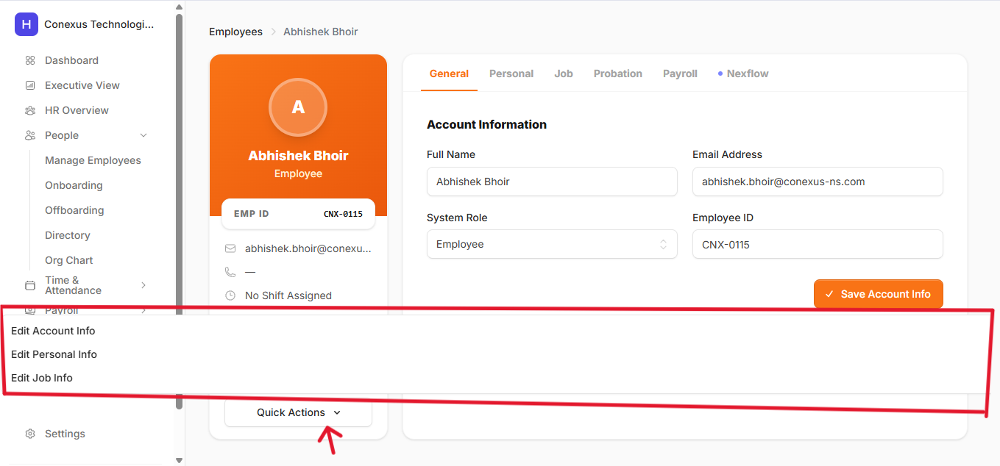 H Conexus Technologi...
Dashboard
Executive View
HR Overview
People
Manage Employees
Onboarding
Offboarding
Directory
Org Chart
Time &
Attendance
Payroll
Settings
Employees > Abhishek Bhoir
A
Abhishek Bhoir
Employee
EMP ID CNX-0115
abhishek.bhoir@conexu...
—
No Shift Assigned
General Personal Job Probation Payroll Nexflow
Account Information
Full Name Email Address
Abhishek Bhoir abhishek.bhoir@conexus-ns.com
System Role Employee ID
Employee CNX-0115
Save Account Info
Edit Account Info
Edit Personal Info
Edit Job Info
Quick Actions